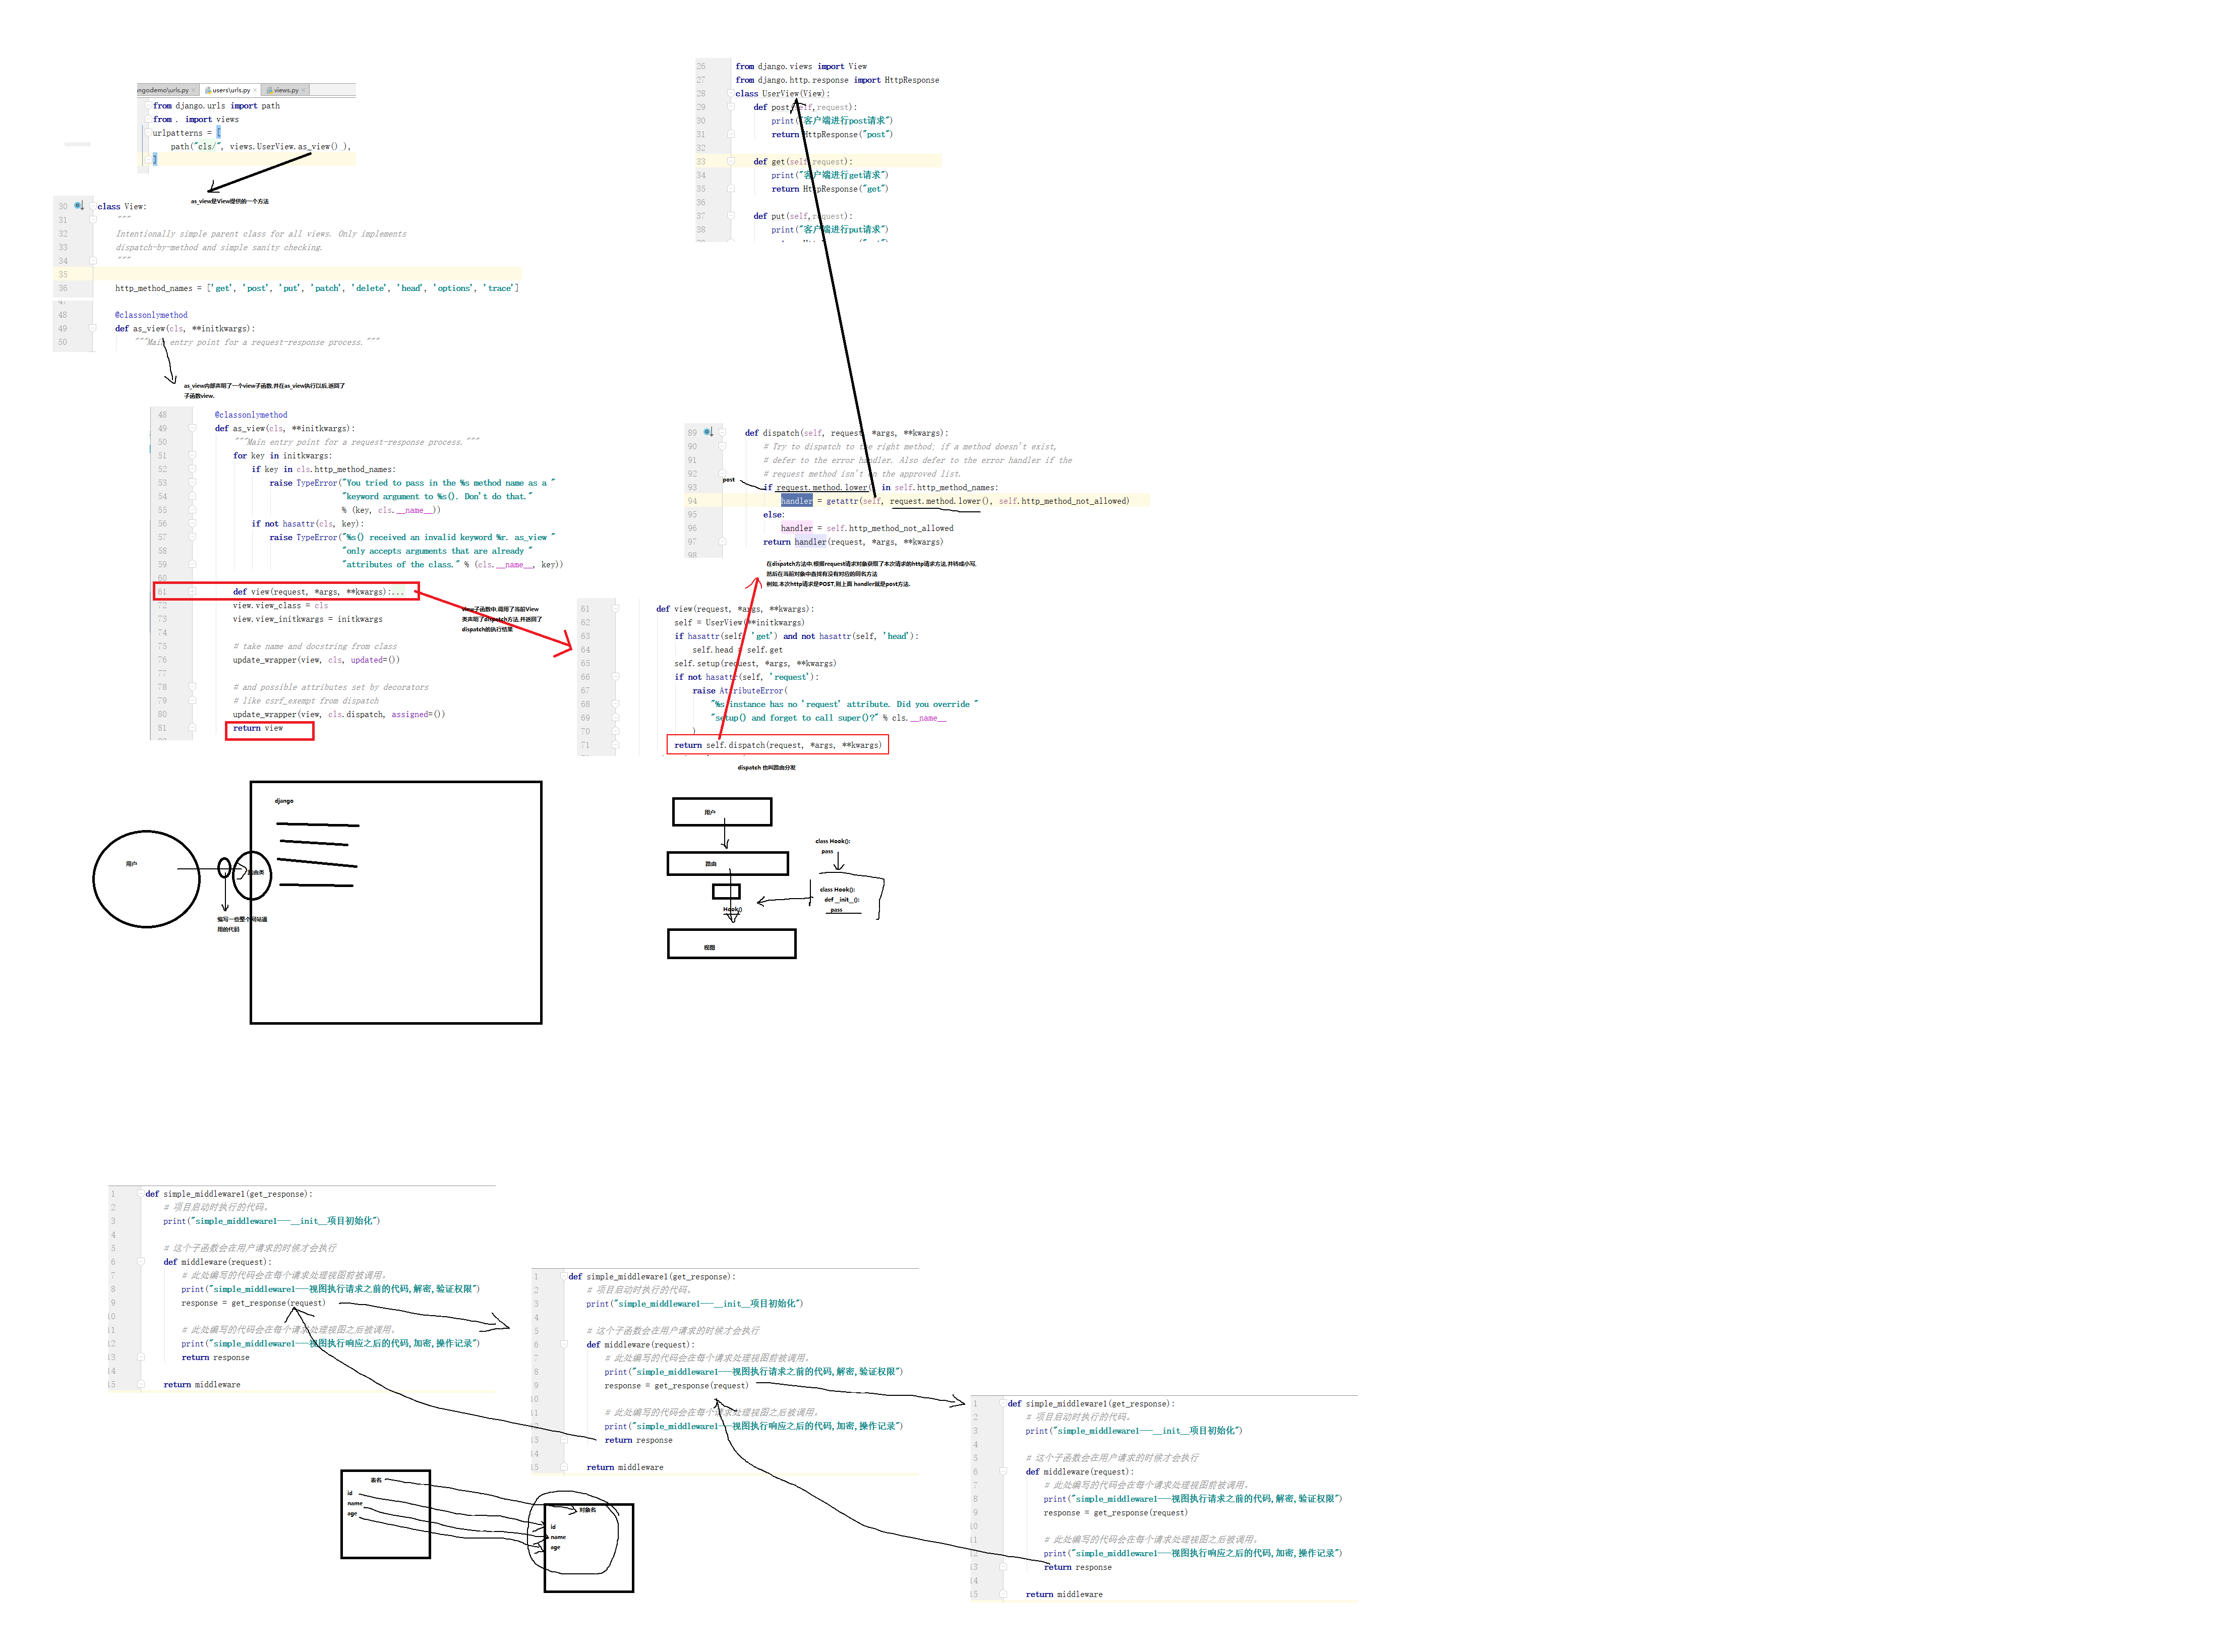 ngodemo\urls.py × users\urls.py × views.py ×
from django.urls import path
from . import views
urlpatterns = [
path("cls/", views.UserView.as_view() ),
]
as_view是View提供的一个方法
30 class View:
31 """
32 Intentionally simple parent class for all views. Only implements
33 dispatch-by-method and simple sanity checking.
34 """
35
36 http_method_names = ['get', 'post', 'put', 'patch', 'delete', 'head', 'options', 'trace']
47
48 @classonlymethod
49 def as_view(cls, **initkwargs):
50 """Main entry point for a request-response process."""
as_view内部声明了一个view子函数,并在as_view执行以后,返回了
子函数view.
48 @classonlymethod
49 def as_view(cls, **initkwargs):
50 """Main entry point for a request-response process."""
51 for key in initkwargs:
52 if key in cls.http_method_names:
53 raise TypeError("You tried to pass in the %s method name as a "
54 "keyword argument to %s(). Don't do that."
55 % (key, cls.__name__))
56 if not hasattr(cls, key):
57 raise TypeError("%s() received an invalid keyword %r. as_view "
58 "only accepts arguments that are already "
59 "attributes of the class." % (cls.__name__, key))
60
61 def view(request, *args, **kwargs):...
72 view.view_class = cls
73 view.view_initkwargs = initkwargs
74
75 # take name and docstring from class
76 update_wrapper(view, cls, updated=())
77
78 # and possible attributes set by decorators
79 # like csrf_exempt from dispatch
80 update_wrapper(view, cls.dispatch, assigned=())
81 return view
view子函数中,调用了当前View
类声明了dispatch方法,并返回了
dispatch的执行结果
26 from django.views import View
27 from django.http.response import HttpResponse
28 class UserView(View):
29 def post(self,request):
30 print("客户端进行post请求")
31 return HttpResponse("post")
32
33 def get(self,request):
34 print("客户端进行get请求")
35 return HttpResponse("get")
36
37 def put(self,request):
38 print("客户端进行put请求")
89 def dispatch(self, request, *args, **kwargs):
90 # Try to dispatch to the right method; if a method doesn't exist,
91 # defer to the error handler. Also defer to the error handler if the
92 # request method isn't on the approved list.
post
93 if request.method.lower() in self.http_method_names:
94 handler = getattr(self, request.method.lower(), self.http_method_not_allowed)
95 else:
96 handler = self.http_method_not_allowed
97 return handler(request, *args, **kwargs)
98
在dispatch方法中,根据request请求对象获取了本次请求的http请求方法,并转成小写.
然后在当前对象中查找有没有对应的同名方法
例如,本次http请求是POST,则上面 handler就是post方法.
61 def view(request, *args, **kwargs):
62 self = UserView(**initkwargs)
63 if hasattr(self, 'get') and not hasattr(self, 'head'):
64 self.head = self.get
65 self.setup(request, *args, **kwargs)
66 if not hasattr(self, 'request'):
67 raise AttributeError(
68 "%s instance has no 'request' attribute. Did you override "
69 "setup() and forget to call super()?" % cls.__name__
70 )
71 return self.dispatch(request, *args, **kwargs)
dispatch 也叫路由分发
django
用户
路由类
编写一些整个网站通
用的代码
用户
路由
Hook()
视图
class Hook():
pass
class Hook():
def __init__():
pass
1 def simple_middleware1(get_response):
2 # 项目启动时执行的代码。
3 print("simple_middleware1---__init__项目初始化")
4
5 # 这个子函数会在用户请求的时候才会执行
6 def middleware(request):
7 # 此处编写的代码会在每个请求处理视图前被调用。
8 print("simple_middleware1---视图执行请求之前的代码,解密,验证权限")
9 response = get_response(request)
10
11 # 此处编写的代码会在每个请求处理视图之后被调用。
12 print("simple_middleware1---视图执行响应之后的代码,加密,操作记录")
13 return response
14
15 return middleware
1 def simple_middleware1(get_response):
2 # 项目启动时执行的代码。
3 print("simple_middleware1---__init__项目初始化")
4
5 # 这个子函数会在用户请求的时候才会执行
6 def middleware(request):
7 # 此处编写的代码会在每个请求处理视图前被调用。
8 print("simple_middleware1---视图执行请求之前的代码,解密,验证权限")
9 response = get_response(request)
10
11 # 此处编写的代码会在每个请求处理视图之后被调用。
12 print("simple_middleware1---视图执行响应之后的代码,加密,操作记录")
13 return response
14
15 return middleware
1 def simple_middleware1(get_response):
2 # 项目启动时执行的代码。
3 print("simple_middleware1---__init__项目初始化")
4
5 # 这个子函数会在用户请求的时候才会执行
6 def middleware(request):
7 # 此处编写的代码会在每个请求处理视图前被调用。
8 print("simple_middleware1---视图执行请求之前的代码,解密,验证权限")
9 response = get_response(request)
10
11 # 此处编写的代码会在每个请求处理视图之后被调用。
12 print("simple_middleware1---视图执行响应之后的代码,加密,操作记录")
13 return response
14
15 return middleware
表名
id
name
age
对象名
id
name
age